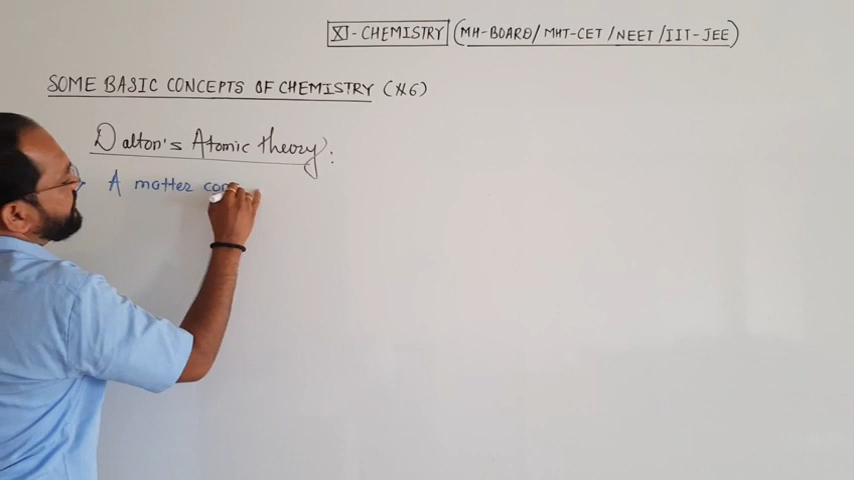 XI-CHEMISTRY (MH-BOARD/MHT-CET/NEET/IIT-JEE)
SOME BASIC CONCEPTS OF CHEMISTRY (#6)
Dalton's Atomic theory:
A matter